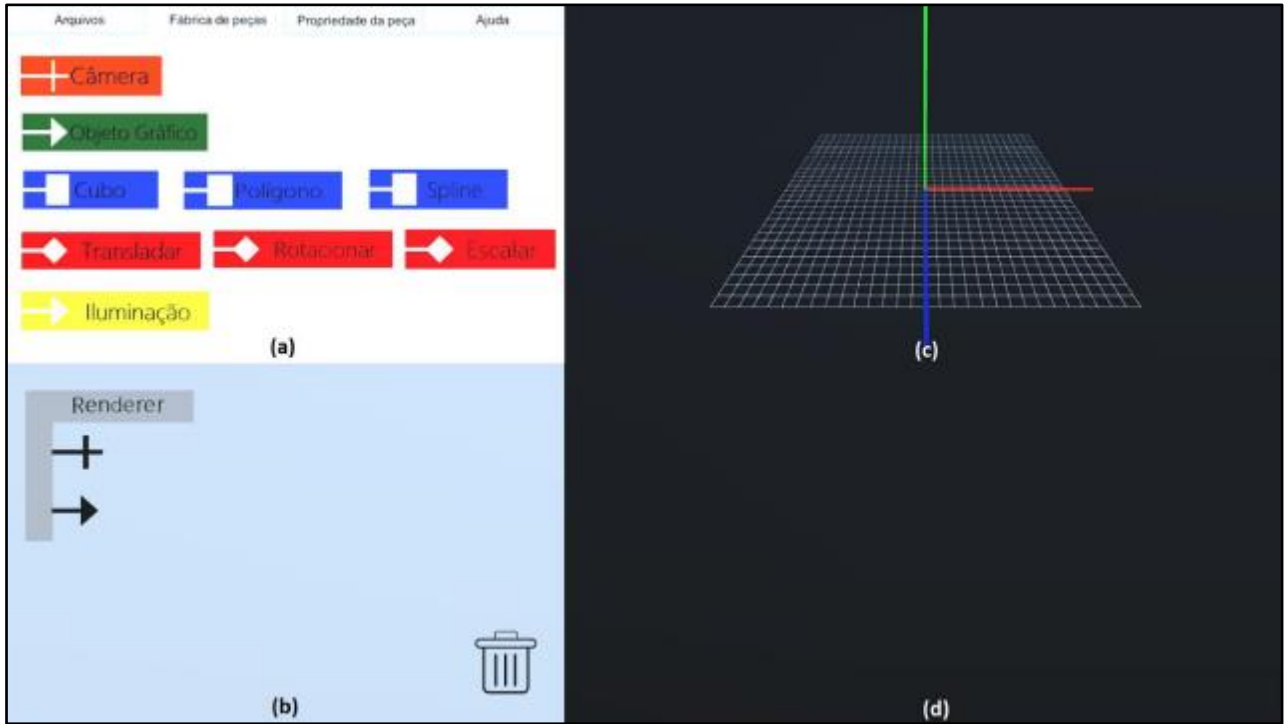 Arquivos Fábrica de peças Propriedade da peça Ajuda
Câmera
Objeto Gráfico
Cubo Polígono Spline
Transladar Rotacionar Escalar
Iluminação
(a)
(c)
Renderer
(b)
(d)